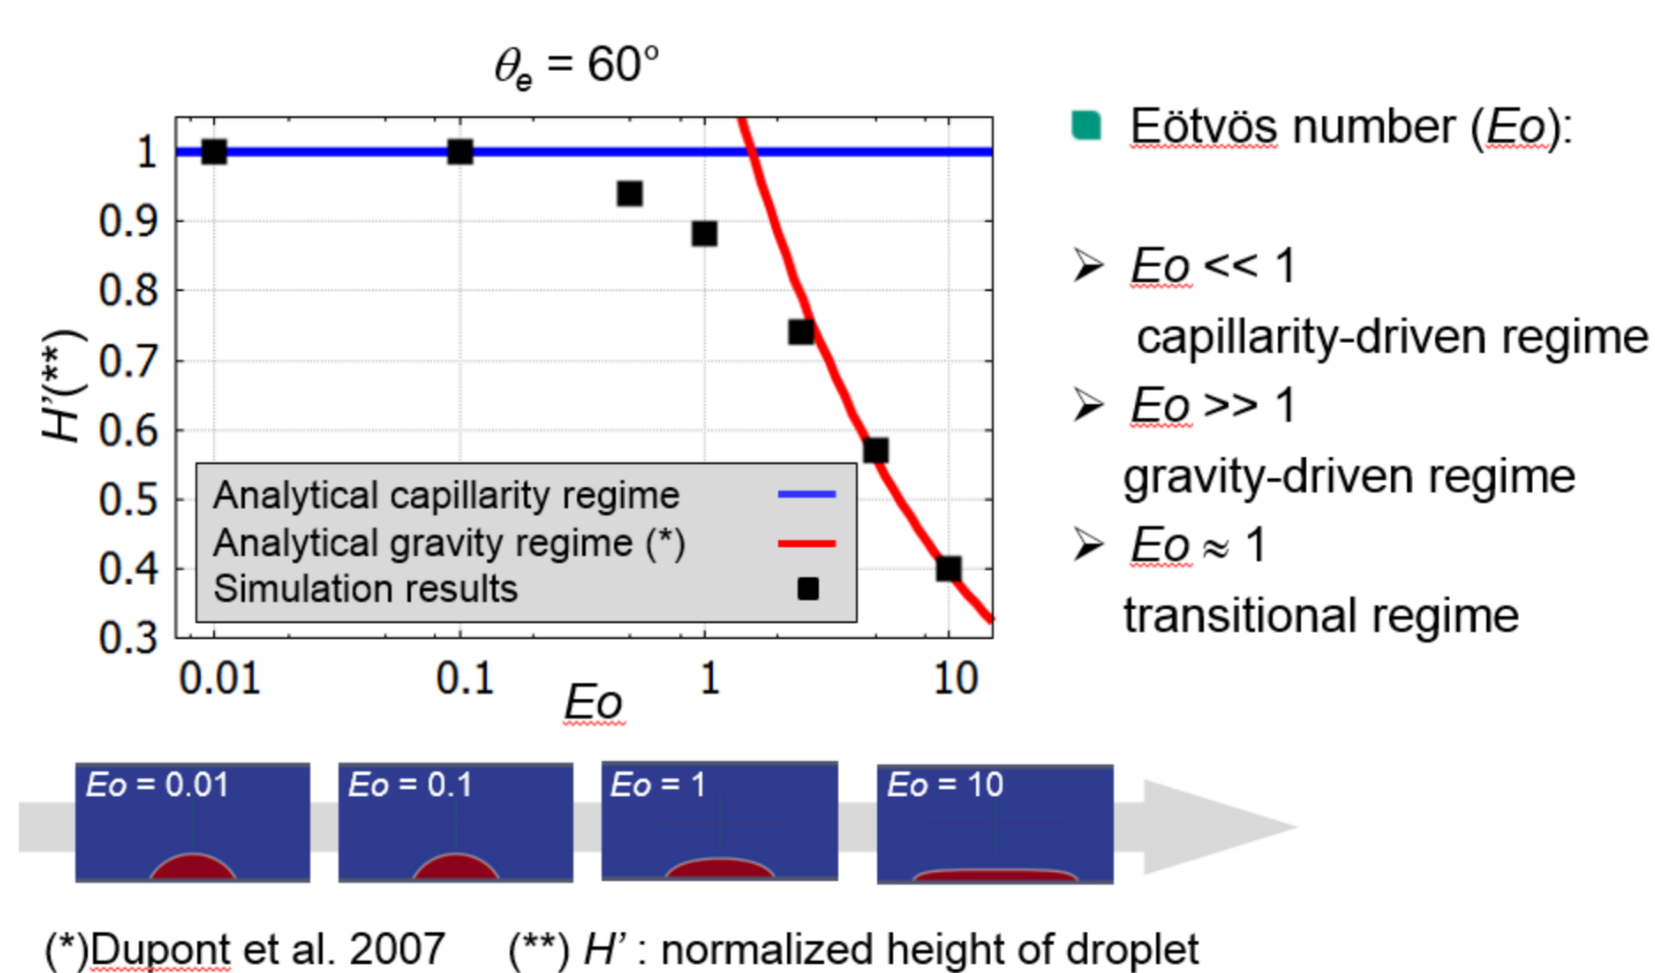 θe = 60°
1
0.9
0.8
0.7
0.6
0.5
0.4
0.3
H'(**)
Analytical capillarity regime
Analytical gravity regime (*)
Simulation results
0.01 0.1 1 10
Eo
Eötvös number (Eo):
Eo << 1
capillarity-driven regime
Eo >> 1
gravity-driven regime
Eo ≈ 1
transitional regime
Eo = 0.01
Eo = 0.1
Eo = 1
Eo = 10
(*)Dupont et al. 2007 (**) H' : normalized height of droplet